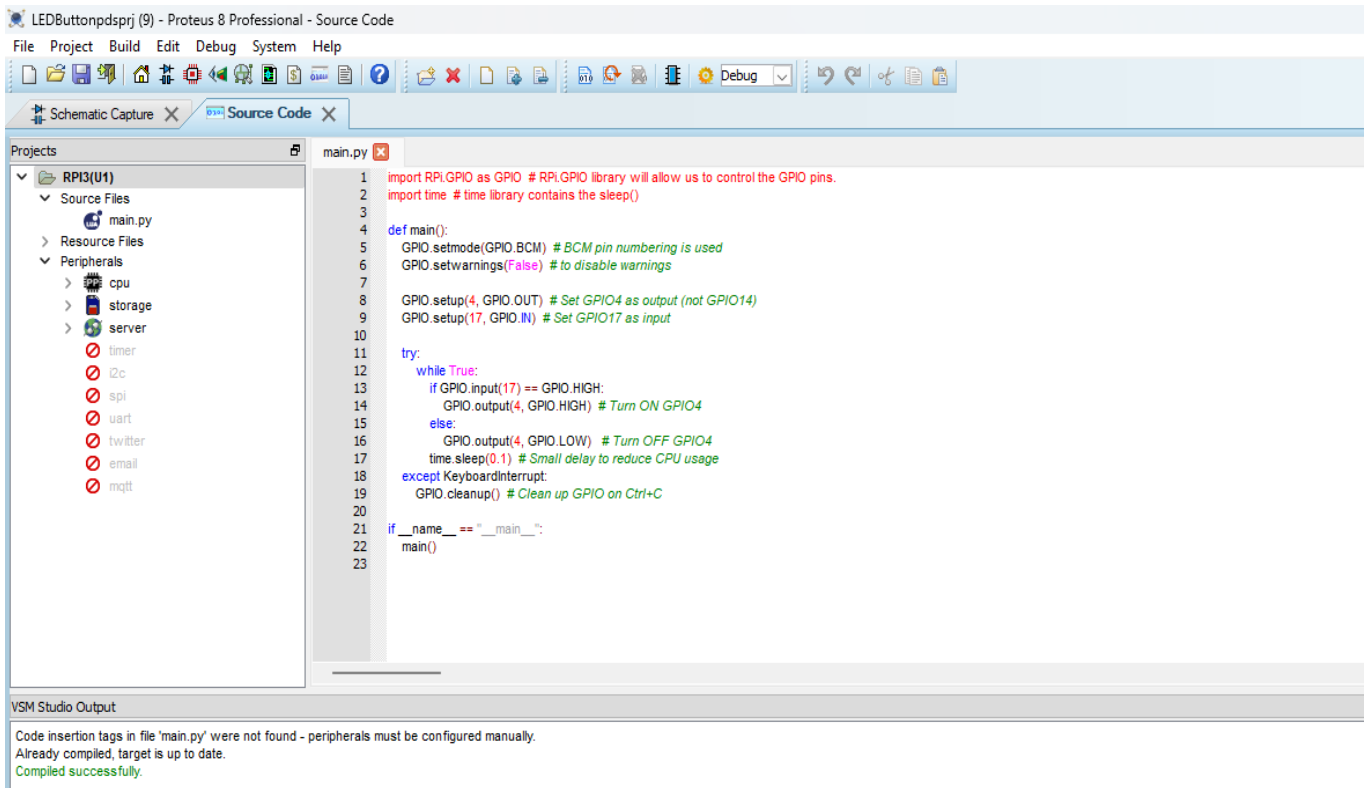 LEDButtonpdsprj (9) - Proteus 8 Professional - Source Code
File Project Build Edit Debug System Help
Debug
Schematic Capture Source Code
Projects
RPI3(U1)
Source Files
main.py
Resource Files
Peripherals
cpu
storage
server
timer
i2c
spi
uart
twitter
email
mqtt
main.py
1 import RPi.GPIO as GPIO # RPi.GPIO library will allow us to control the GPIO pins.
2 import time # time library contains the sleep()
3
4 def main():
5 GPIO.setmode(GPIO.BCM) # BCM pin numbering is used
6 GPIO.setwarnings(False) # to disable warnings
7
8 GPIO.setup(4, GPIO.OUT) # Set GPIO4 as output (not GPIO14)
9 GPIO.setup(17, GPIO.IN) # Set GPIO17 as input
10
11 try:
12 while True:
13 if GPIO.input(17) == GPIO.HIGH:
14 GPIO.output(4, GPIO.HIGH) # Turn ON GPIO4
15 else:
16 GPIO.output(4, GPIO.LOW) # Turn OFF GPIO4
17 time.sleep(0.1) # Small delay to reduce CPU usage
18 except KeyboardInterrupt:
19 GPIO.cleanup() # Clean up GPIO on Ctrl+C
20
21 if __name__ == "__main__":
22 main()
23
VSM Studio Output
Code insertion tags in file 'main.py' were not found - peripherals must be configured manually.
Already compiled, target is up to date.
Compiled successfully.